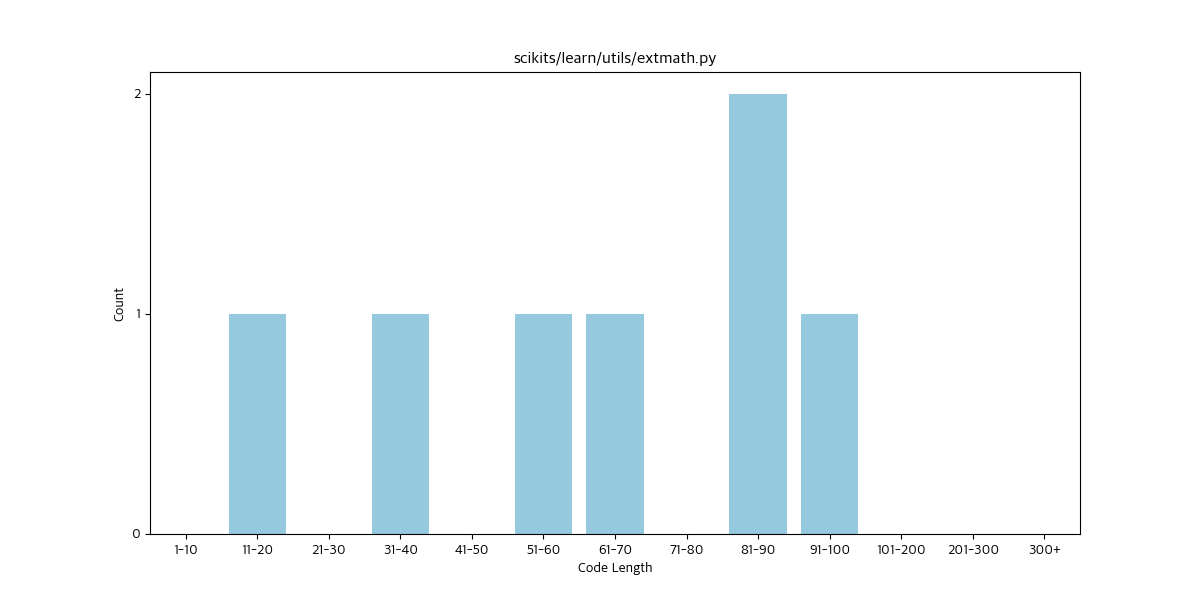 scikits/learn/utils/extmath.py
2
1
0
Count
1-10 11-20 21-30 31-40 41-50 51-60 61-70 71-80 81-90 91-100 101-200 201-300 300+
Code Length